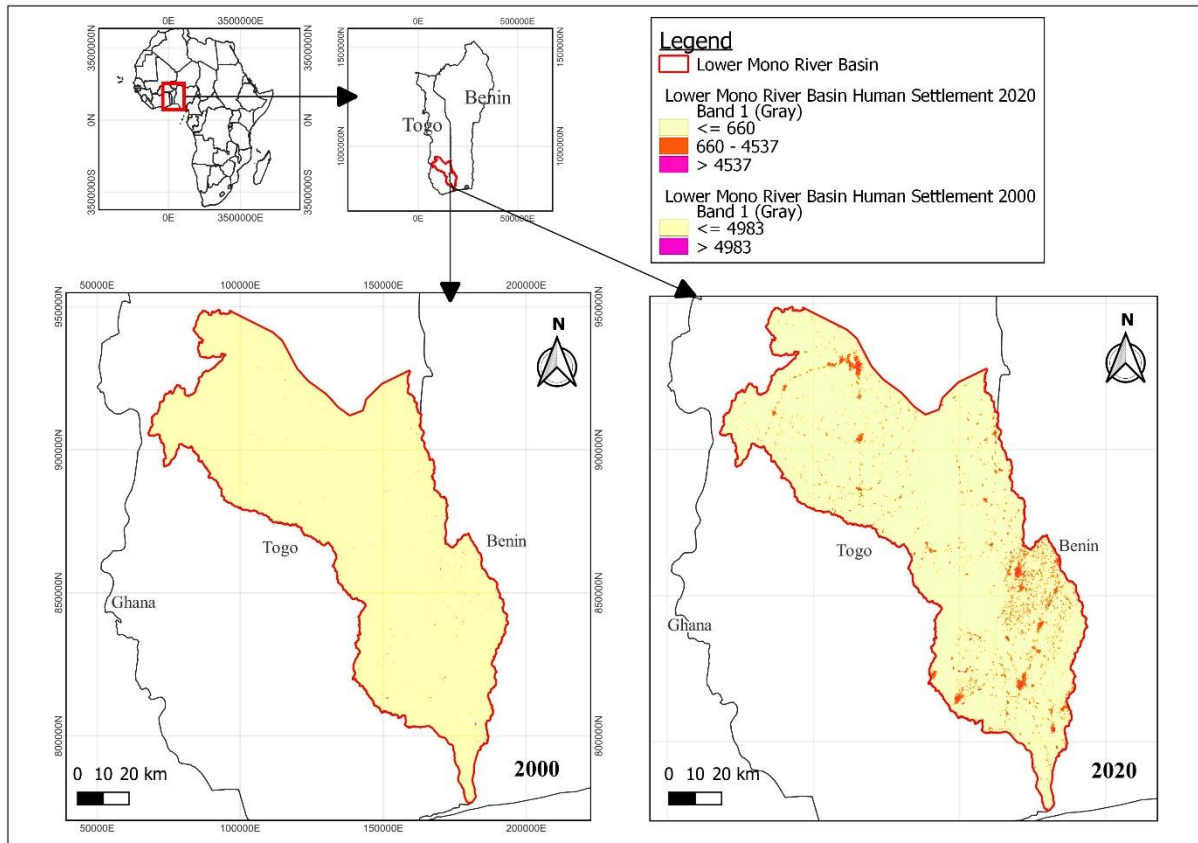 0E 3500000E
3500000N
0N
3500000S
3500000N
0N
3500000S
0E 3500000E
0E 500000E
1500000N
1000000N
1500000N
1000000N
0E 500000E
Benin
Togo
Legend
Lower Mono River Basin
Lower Mono River Basin Human Settlement 2020
Band 1 (Gray)
<= 660
660 - 4537
> 4537
Lower Mono River Basin Human Settlement 2000
Band 1 (Gray)
<= 4983
> 4983
50000E 100000E 150000E 200000E
950000N
900000N
850000N
800000N
950000N
900000N
850000N
800000N
N
Togo
Benin
Ghana
0 10 20 km
2000
50000E 100000E 150000E 200000E
N
Togo
Benin
Ghana
0 10 20 km
2020